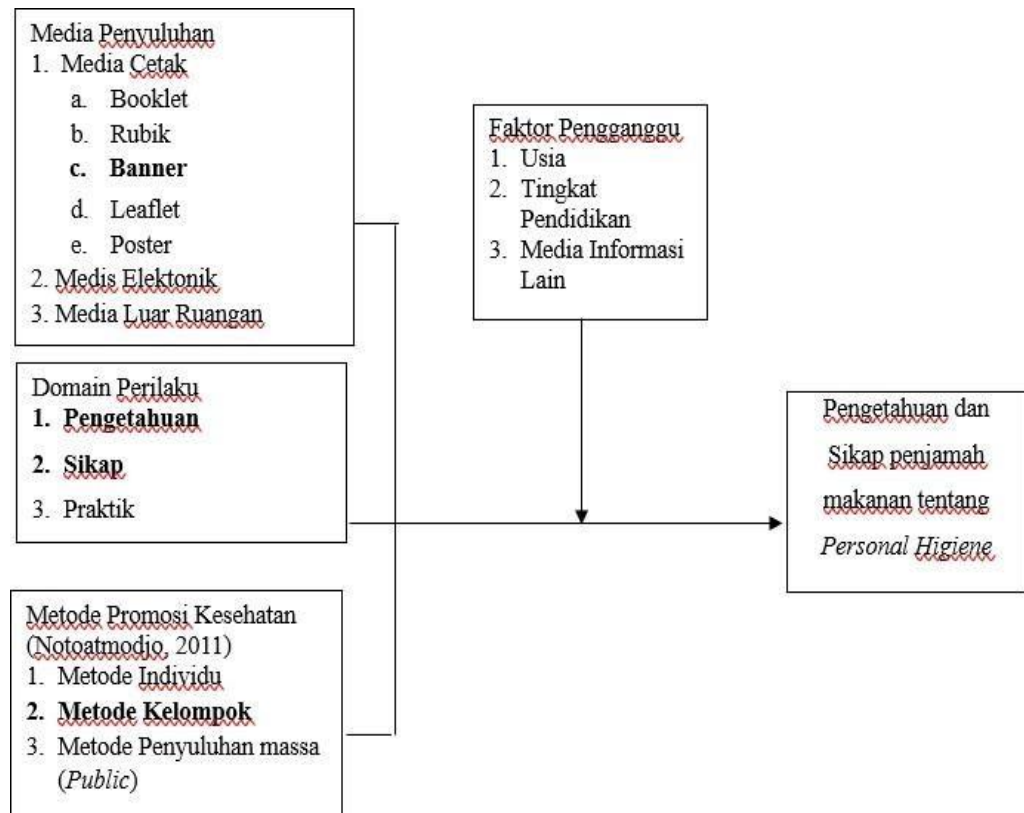 Media Penyuluhan
1. Media Cetak
a. Booklet
b. Rubik
c. Banner
d. Leaflet
e. Poster
2. Medis Elektonik
3. Media Luar Ruangan
Faktor Pengganggu
1. Usia
2. Tingkat
Pendidikan
3. Media Informasi
Lain
Domain Perilaku
1. Pengetahuan
2. Sikap
3. Praktik
Pengetahuan dan
Sikap penjamah
makanan tentang
Personal Higiene
Metode Promosi Kesehatan
(Notoatmodjo, 2011)
1. Metode Individu
2. Metode Kelompok
3. Metode Penyuluhan massa
(Public)